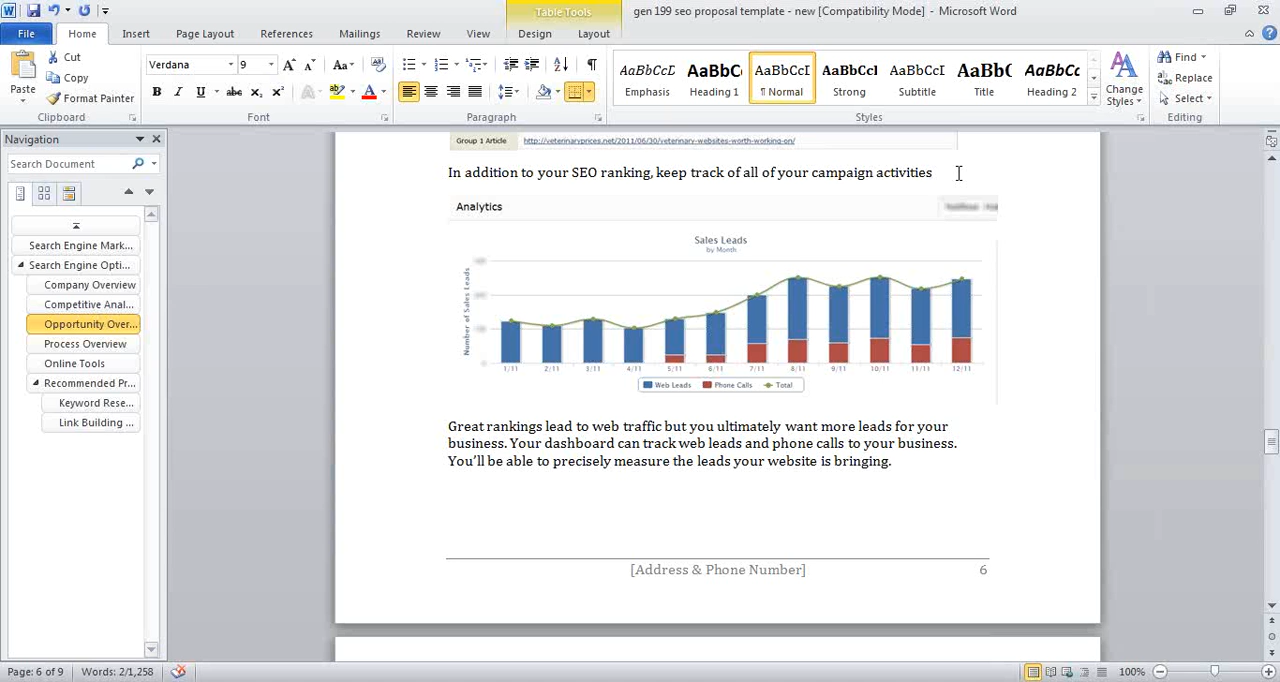 Table Tools
gen 199 seo proposal template - new [Compatibility Mode] - Microsoft Word
File Home Insert Page Layout References Mailings Review View Design Layout
Paste
Cut
Copy
Format Painter
Clipboard
Verdana 9
Font
Paragraph
AaBbCcD AaBbC AaBbCcI AaBbCcI AaBbCcI AaBb( AaBbCc
Emphasis Heading 1 ¶ Normal Strong Subtitle Title Heading 2
Styles
Change Styles
Find
Replace
Select
Editing
Navigation
Search Document
Search Engine Mark...
Search Engine Opti...
Company Overview
Competitive Anal...
Opportunity Over...
Process Overview
Online Tools
Recommended Pr...
Keyword Rese...
Link Building ...
Group 1 Article http://veterinaryprices.net/2011/06/30/veterinary-websites-worth-working-on/
In addition to your SEO ranking, keep track of all of your campaign activities
Analytics
Sales Leads
by Month
Number of Sales Leads
1/11 2/11 3/11 4/11 5/11 6/11 7/11 8/11 9/11 10/11 11/11 12/11
Web Leads Phone Calls Total
Great rankings lead to web traffic but you ultimately want more leads for your
business. Your dashboard can track web leads and phone calls to your business.
You'll be able to precisely measure the leads your website is bringing.
[Address & Phone Number] 6
Page: 6 of 9 Words: 2/1,258 100%